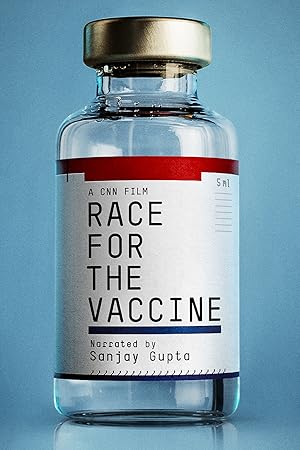 A CNN FILM
5 ml
RACE
FOR
THE
VACCINE
Narrated by
Sanjay Gupta